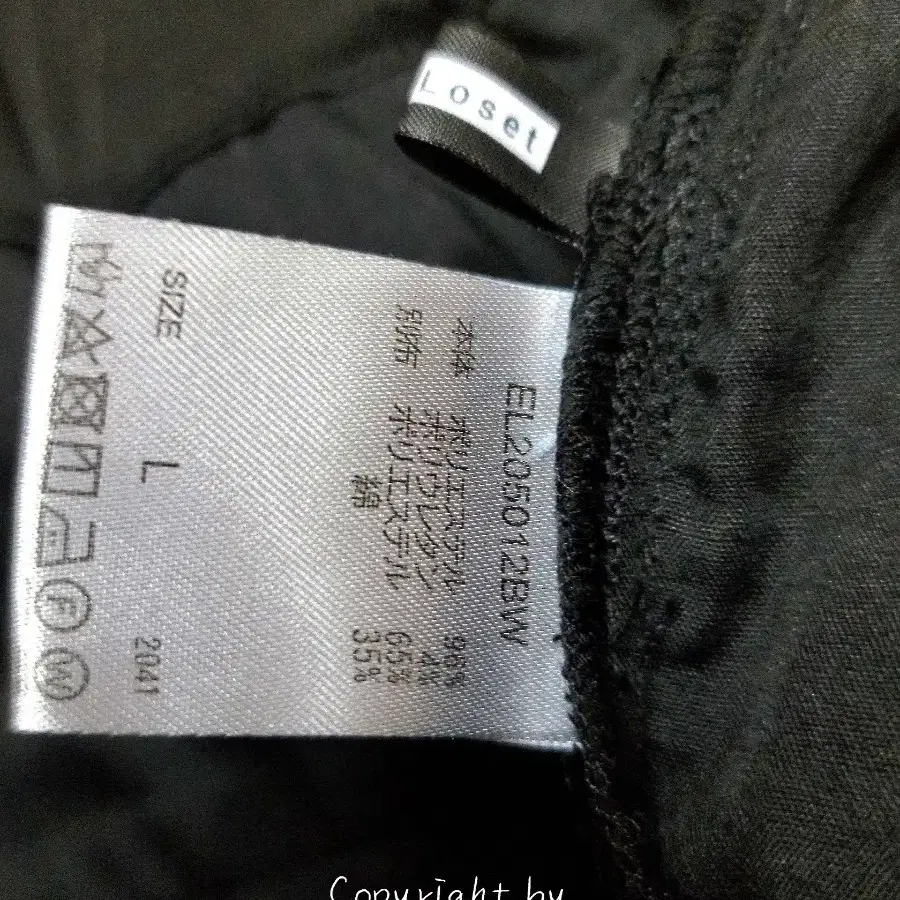 Loset
EL205012BW
本体 ポリエステル 96%
ポリウレタン 4%
別布 ポリエステル 65%
綿 35%
SIZE L 2041
F W
Copyright by